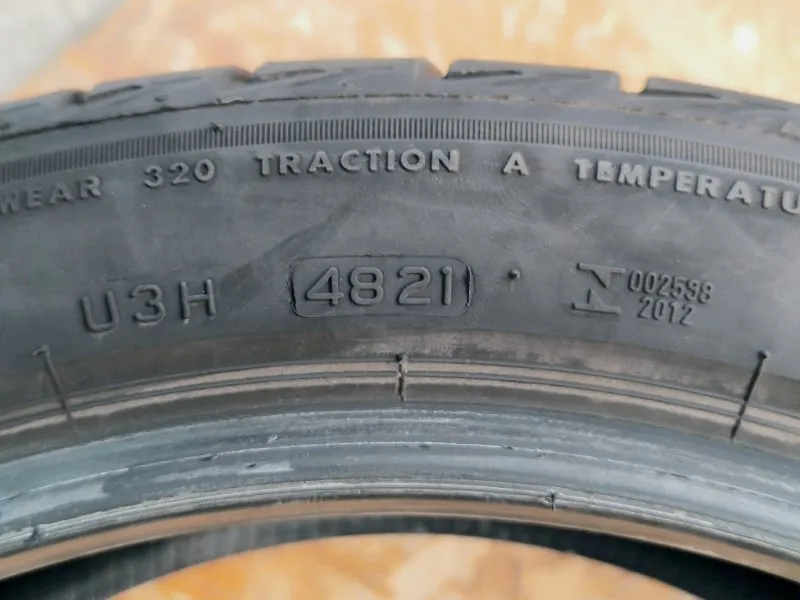 WEAR 320 TRACTION A TEMPERATU
U3H 4821 002598
2012